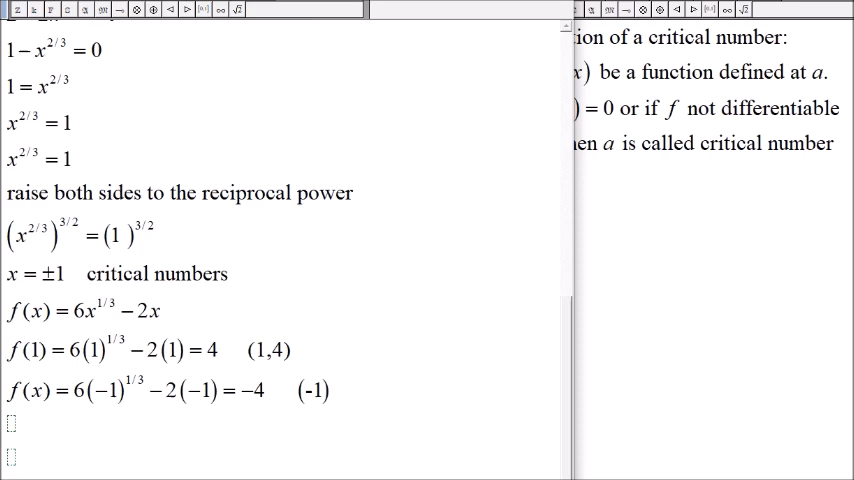 1 − x^{2/3} = 0
1 = x^{2/3}
x^{2/3} = 1
x^{2/3} = 1
raise both sides to the reciprocal power
(x^{2/3})^{3/2} = (1 )^{3/2}
x = ±1 critical numbers
f(x) = 6x^{1/3} − 2x
f(1) = 6(1)^{1/3} − 2(1) = 4 (1,4)
f(x) = 6(−1)^{1/3} − 2(−1) = −4 (-1)
tion of a critical number:
x) be a function defined at a.
) = 0 or if f not differentiable
en a is called critical number